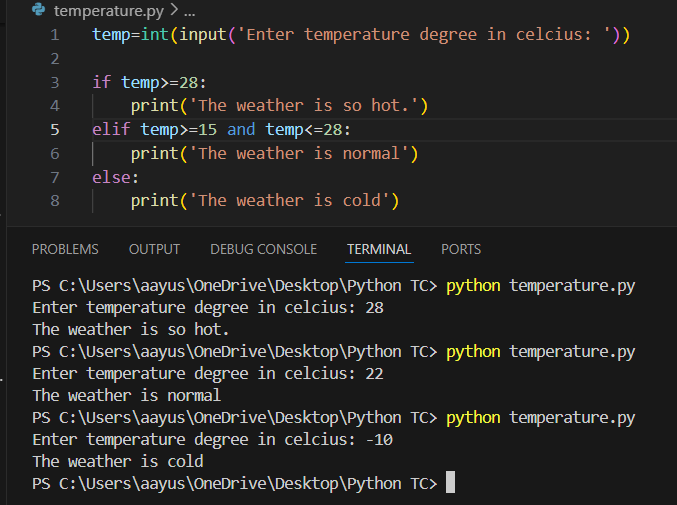 temperature.py > ...
1 temp=int(input('Enter temperature degree in celcius: '))
2
3 if temp>=28:
4     print('The weather is so hot.')
5 elif temp>=15 and temp<=28:
6     print('The weather is normal')
7 else:
8     print('The weather is cold')
PROBLEMS OUTPUT DEBUG CONSOLE TERMINAL PORTS
PS C:\Users\aayus\OneDrive\Desktop\Python TC> python temperature.py
Enter temperature degree in celcius: 28
The weather is so hot.
PS C:\Users\aayus\OneDrive\Desktop\Python TC> python temperature.py
Enter temperature degree in celcius: 22
The weather is normal
PS C:\Users\aayus\OneDrive\Desktop\Python TC> python temperature.py
Enter temperature degree in celcius: -10
The weather is cold
PS C:\Users\aayus\OneDrive\Desktop\Python TC>